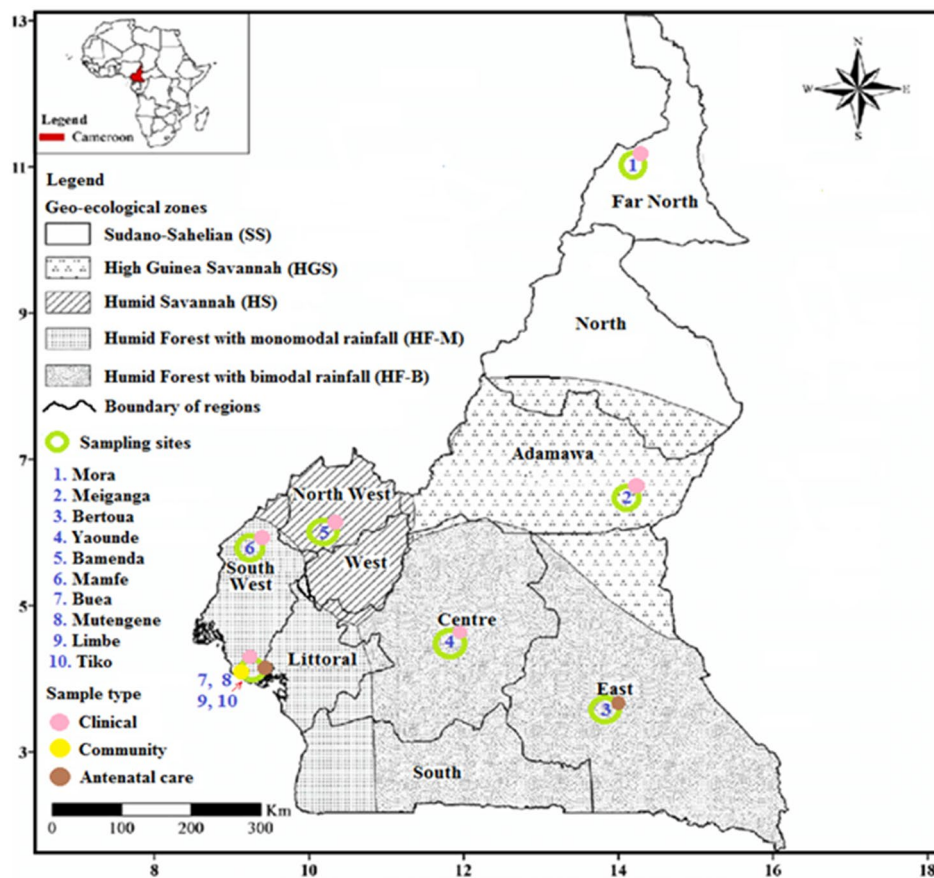 13
11
9
7
5
3
Legend
Cameroon
N
W
E
S
Legend
Geo-ecological zones
Sudano-Sahelian (SS)
High Guinea Savannah (HGS)
Humid Savannah (HS)
Humid Forest with monomodal rainfall (HF-M)
Humid Forest with bimodal rainfall (HF-B)
Boundary of regions
Sampling sites
1. Mora
2. Meiganga
3. Bertoua
4. Yaounde
5. Bamenda
6. Mamfe
7. Buea
8. Mutengene
9. Limbe
10. Tiko
Sample type
Clinical
Community
Antenatal care
Km
0 100 200 300
1
Far North
North
Adamawa
2
North West
5
6
South
West
West
Centre
4
Littoral
7, 8
9, 10
East
3
South
8 10 12 14 16 18